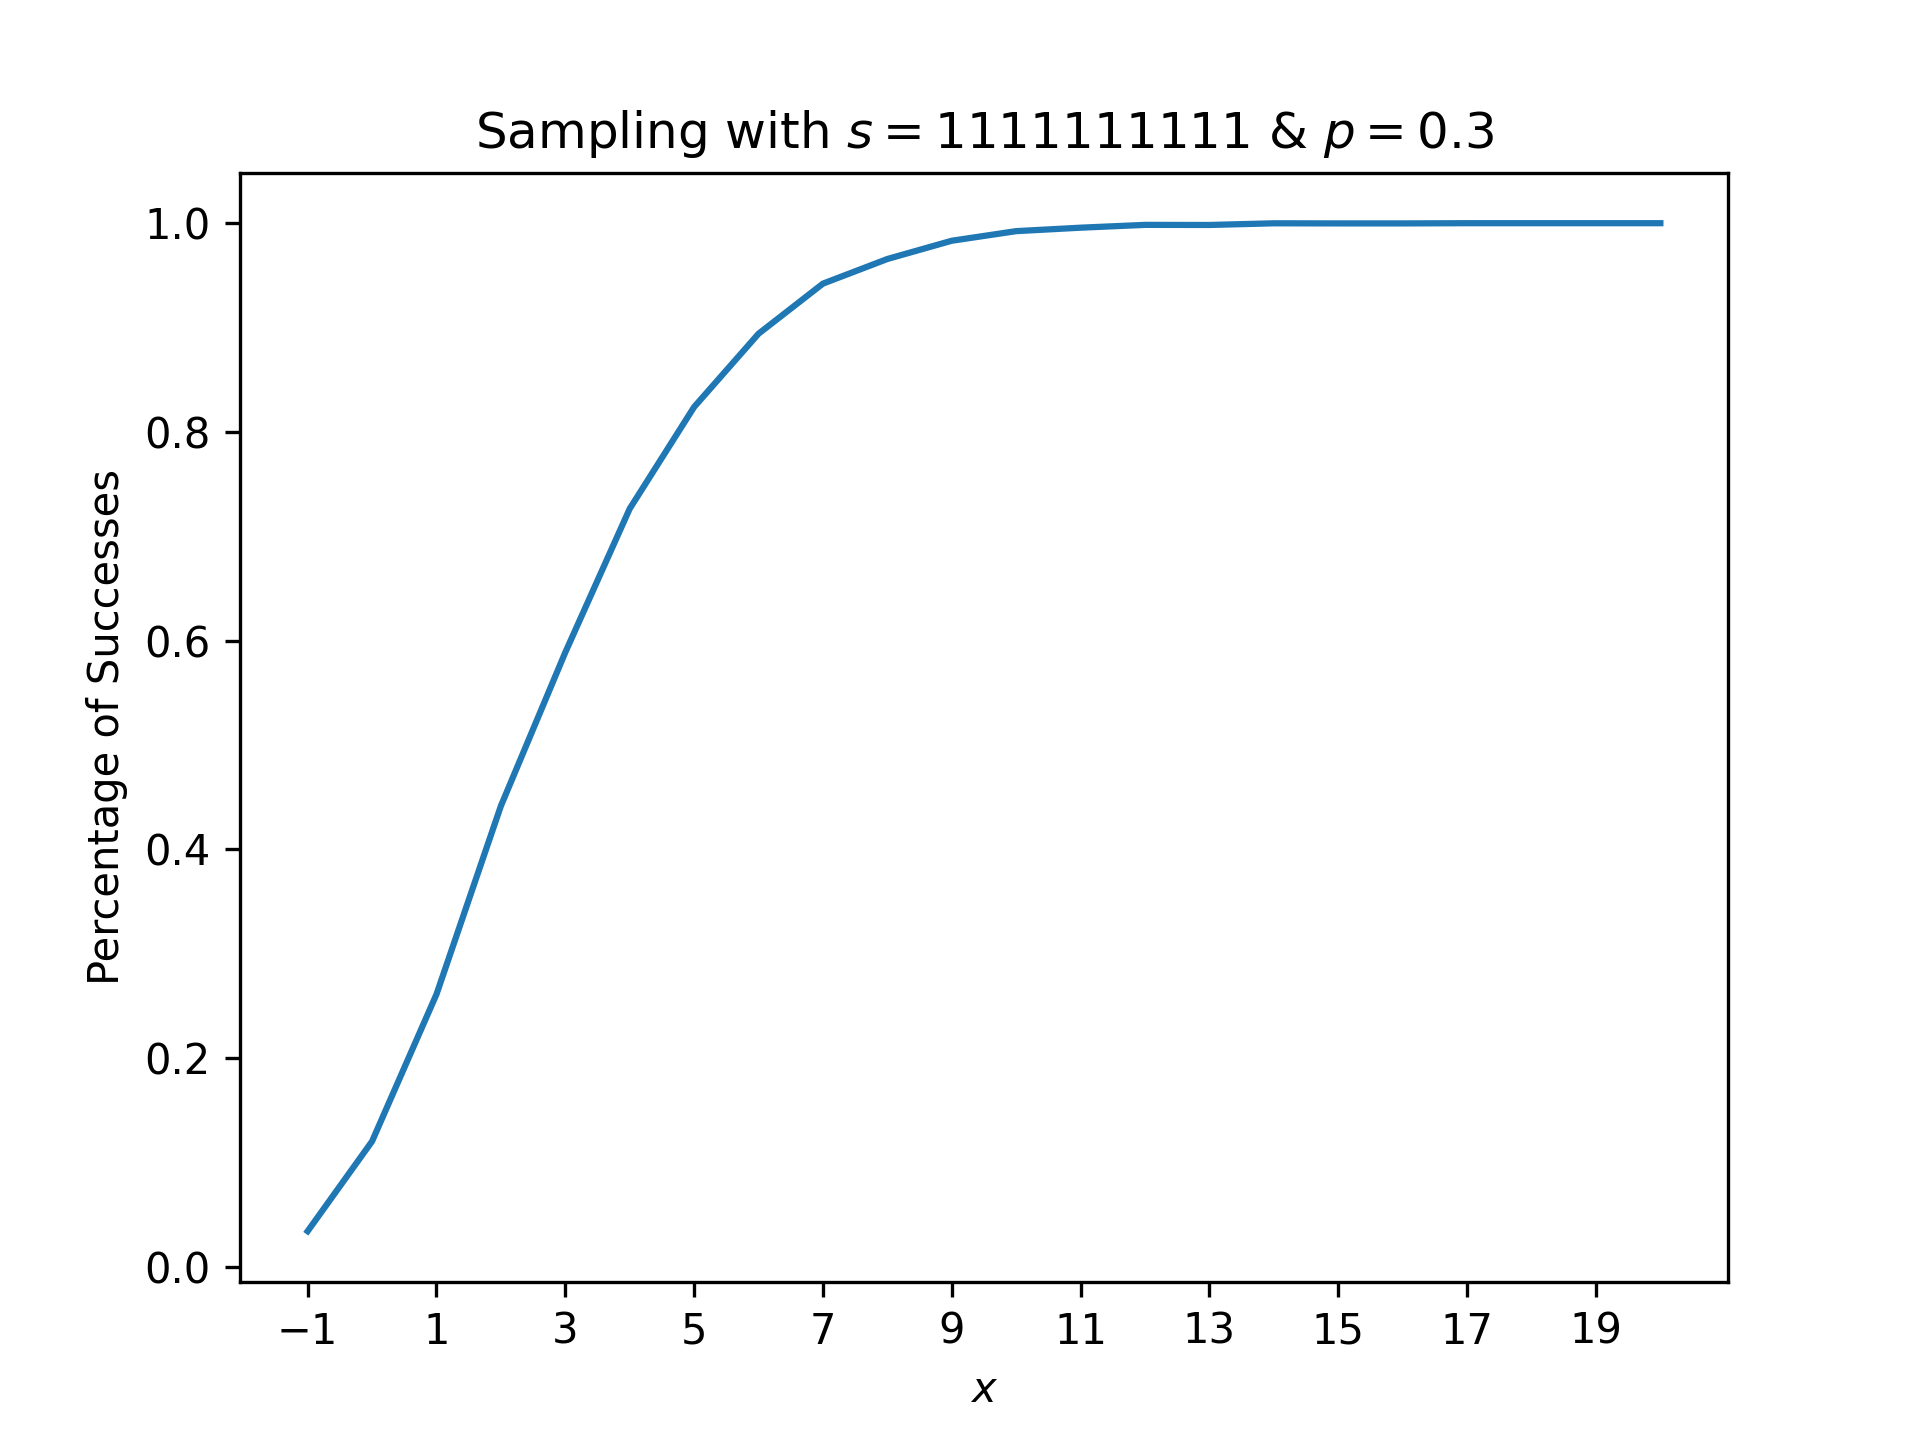 Sampling with s = 1111111111 & p = 0.3
1.0
0.8
0.6
0.4
0.2
0.0
Percentage of Successes
−1 1 3 5 7 9 11 13 15 17 19
x